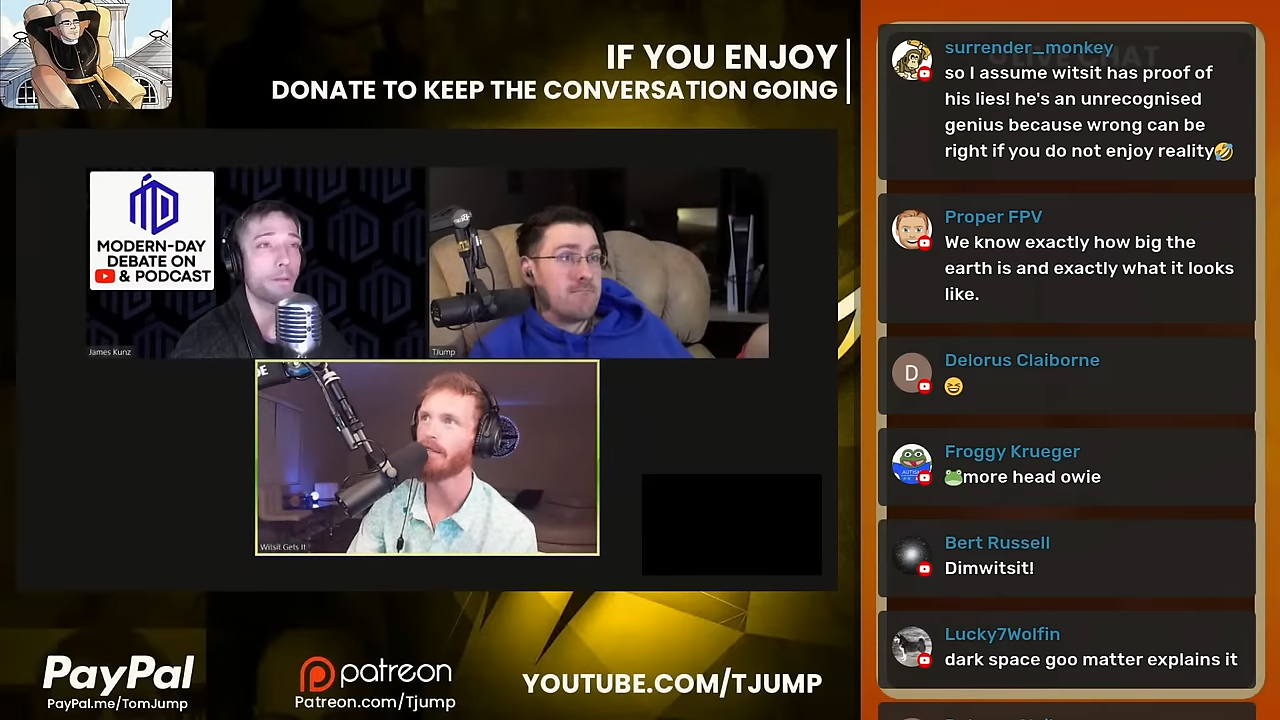 IF YOU ENJOY
DONATE TO KEEP THE CONVERSATION GOING
MODERN-DAY
DEBATE ON
& PODCAST
James Kunz
TJump
Witsit Gets It
PayPal
PayPal.me/TomJump
patreon
Patreon.com/Tjump
YOUTUBE.COM/TJUMP
surrender_monkey
so I assume witsit has proof of
his lies! he's an unrecognised
genius because wrong can be
right if you do not enjoy reality🤣
Proper FPV
We know exactly how big the
earth is and exactly what it looks
like.
D
Delorus Claiborne
😆
Froggy Krueger
🐸more head owie
Bert Russell
Dimwitsit!
Lucky7Wolfin
dark space goo matter explains it